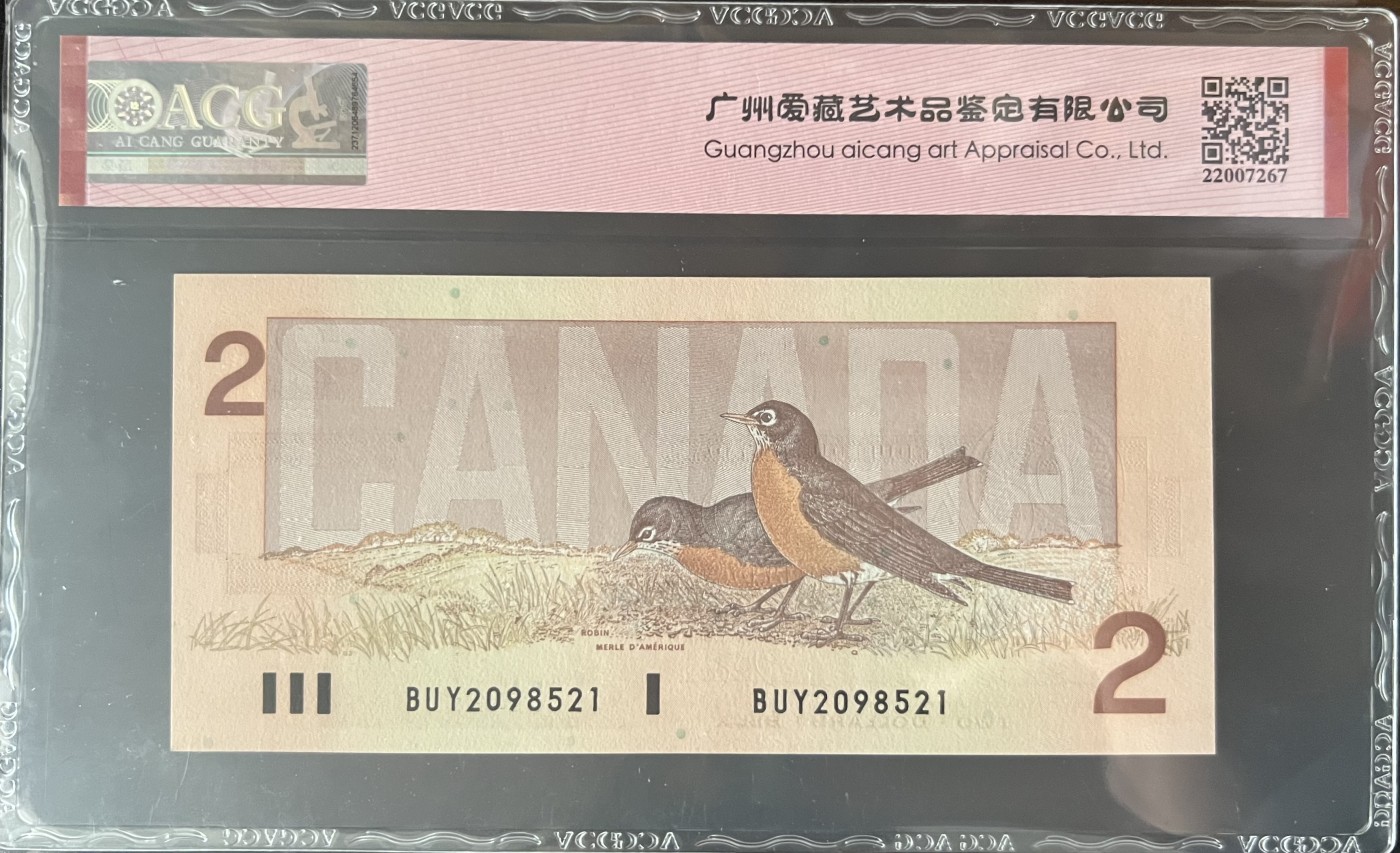 ACG
AI CANG GUARANTY
广州爱藏艺术品鉴定有限公司
Guangzhou aicang art Appraisal Co., Ltd.
22007267
2
CANADA
ROBIN
MERLE D'AMÉRIQUE
BUY2098521
BUY2098521
2